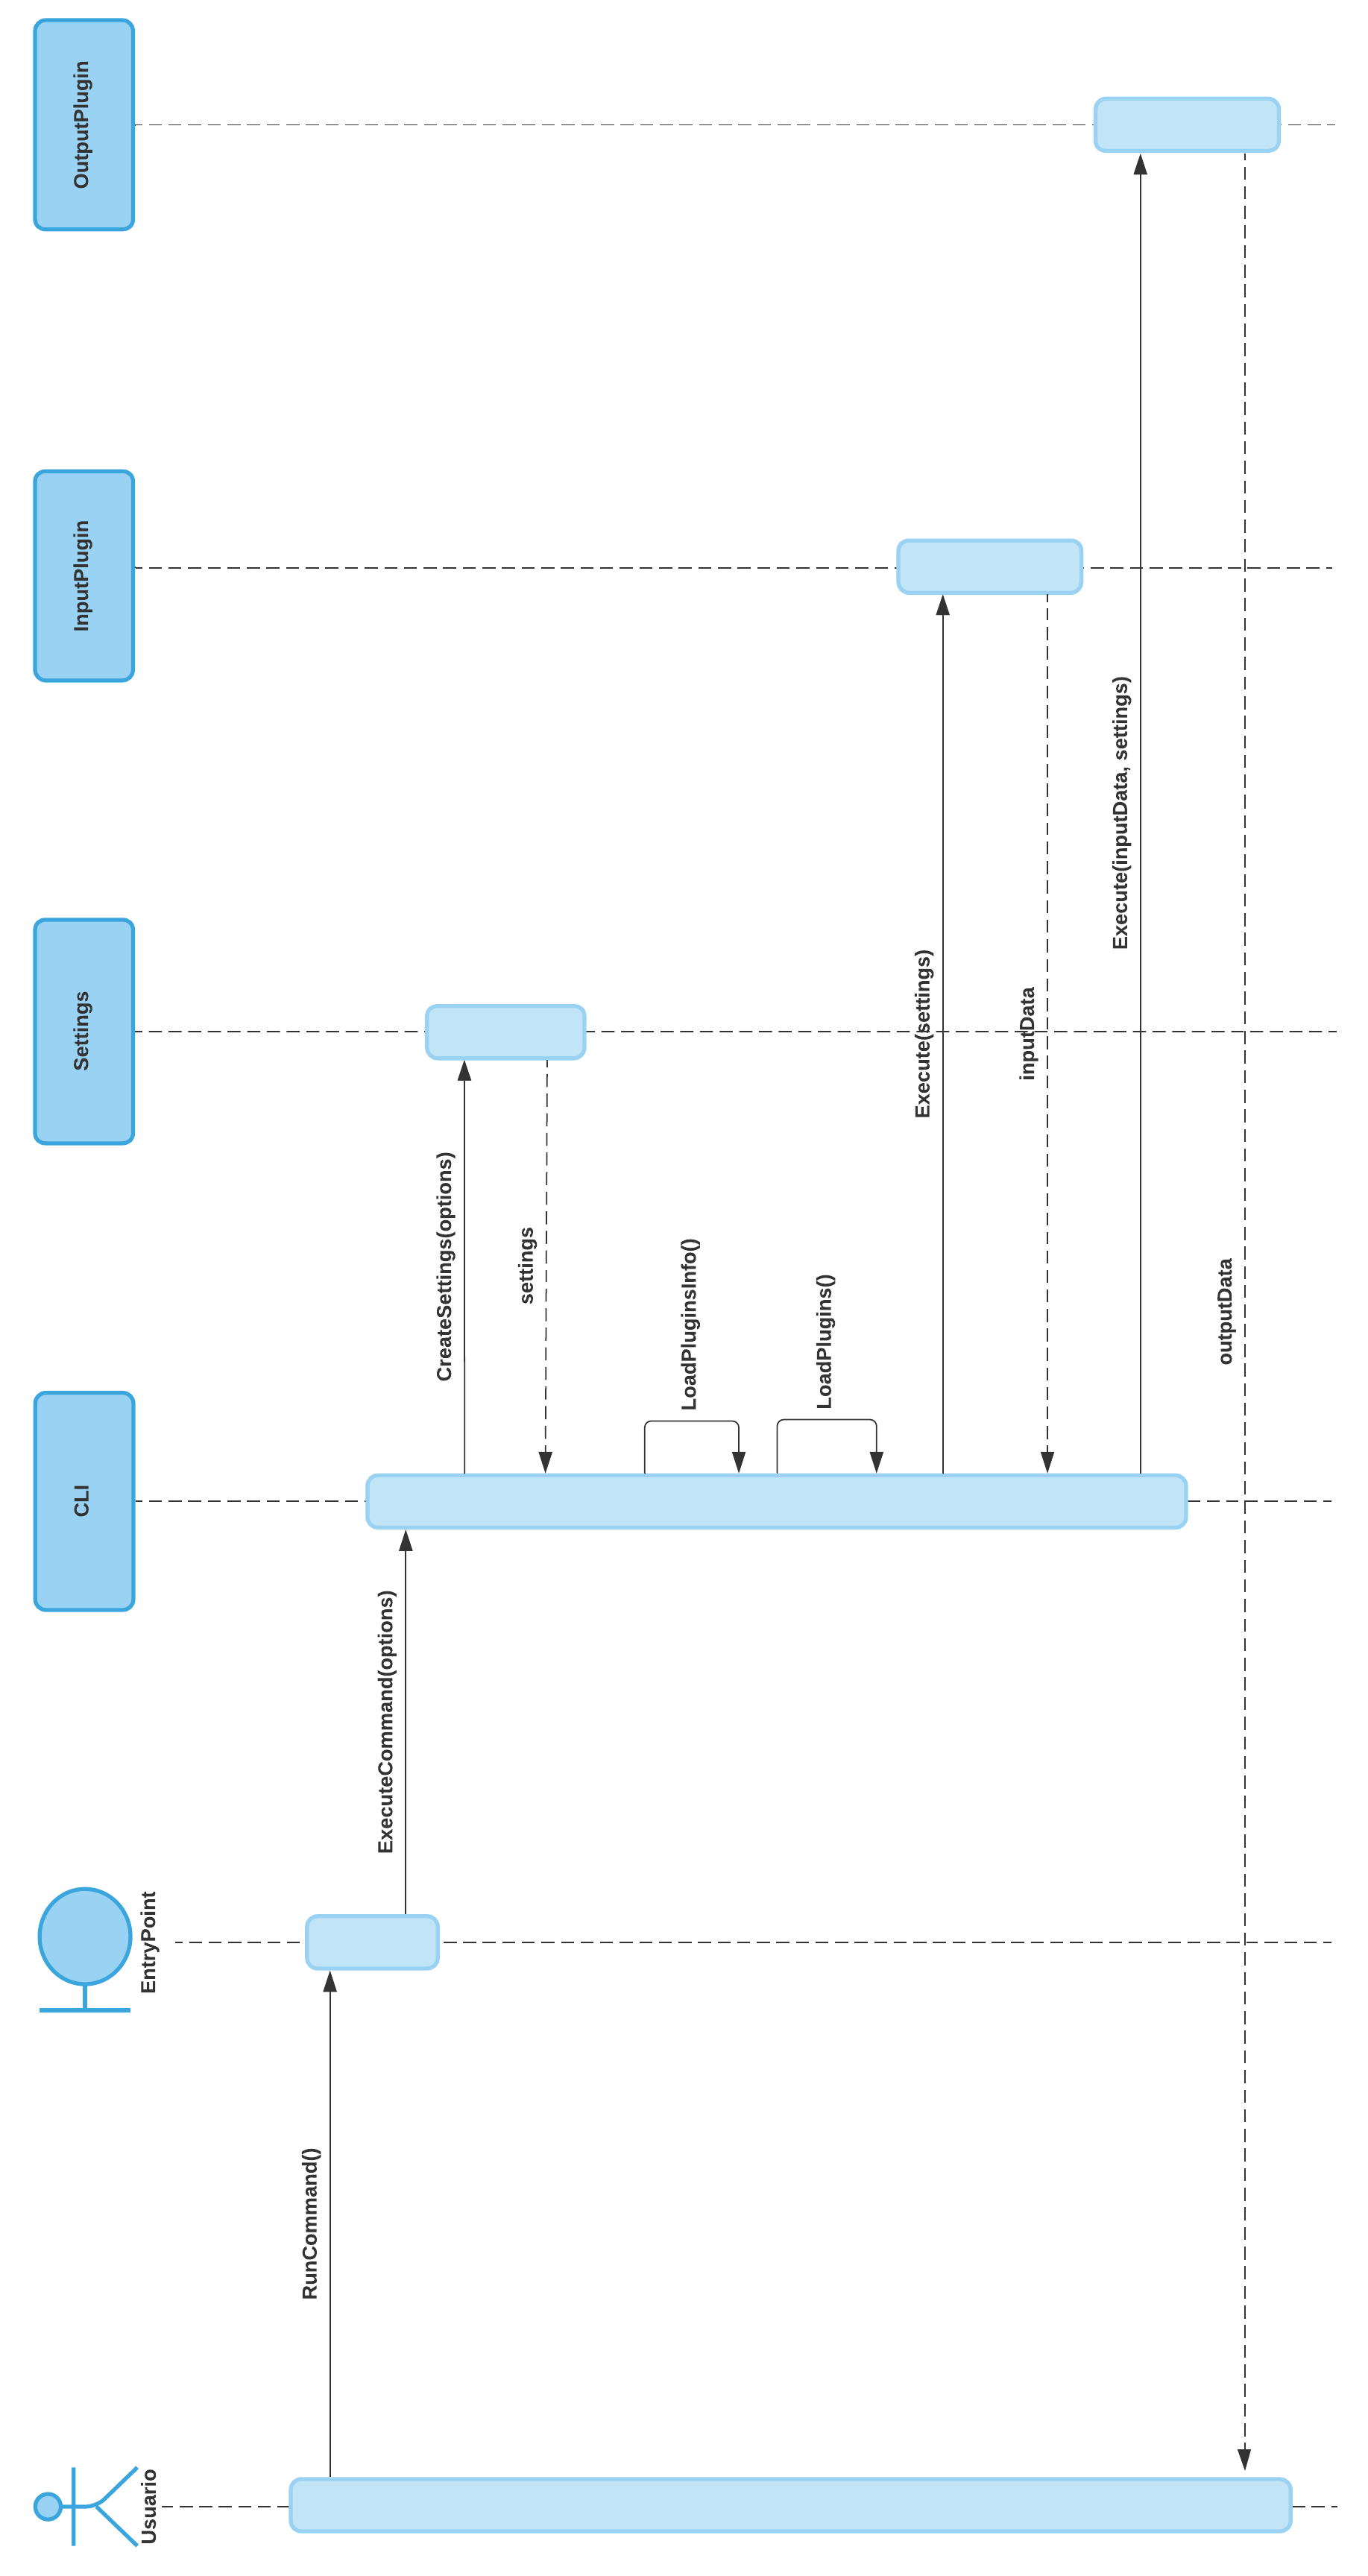 Usuario
EntryPoint
CLI
Settings
InputPlugin
OutputPlugin
RunCommand()
ExecuteCommand(options)
CreateSettings(options)
settings
LoadPluginsInfo()
LoadPlugins()
Execute(settings)
inputData
Execute(inputData, settings)
outputData